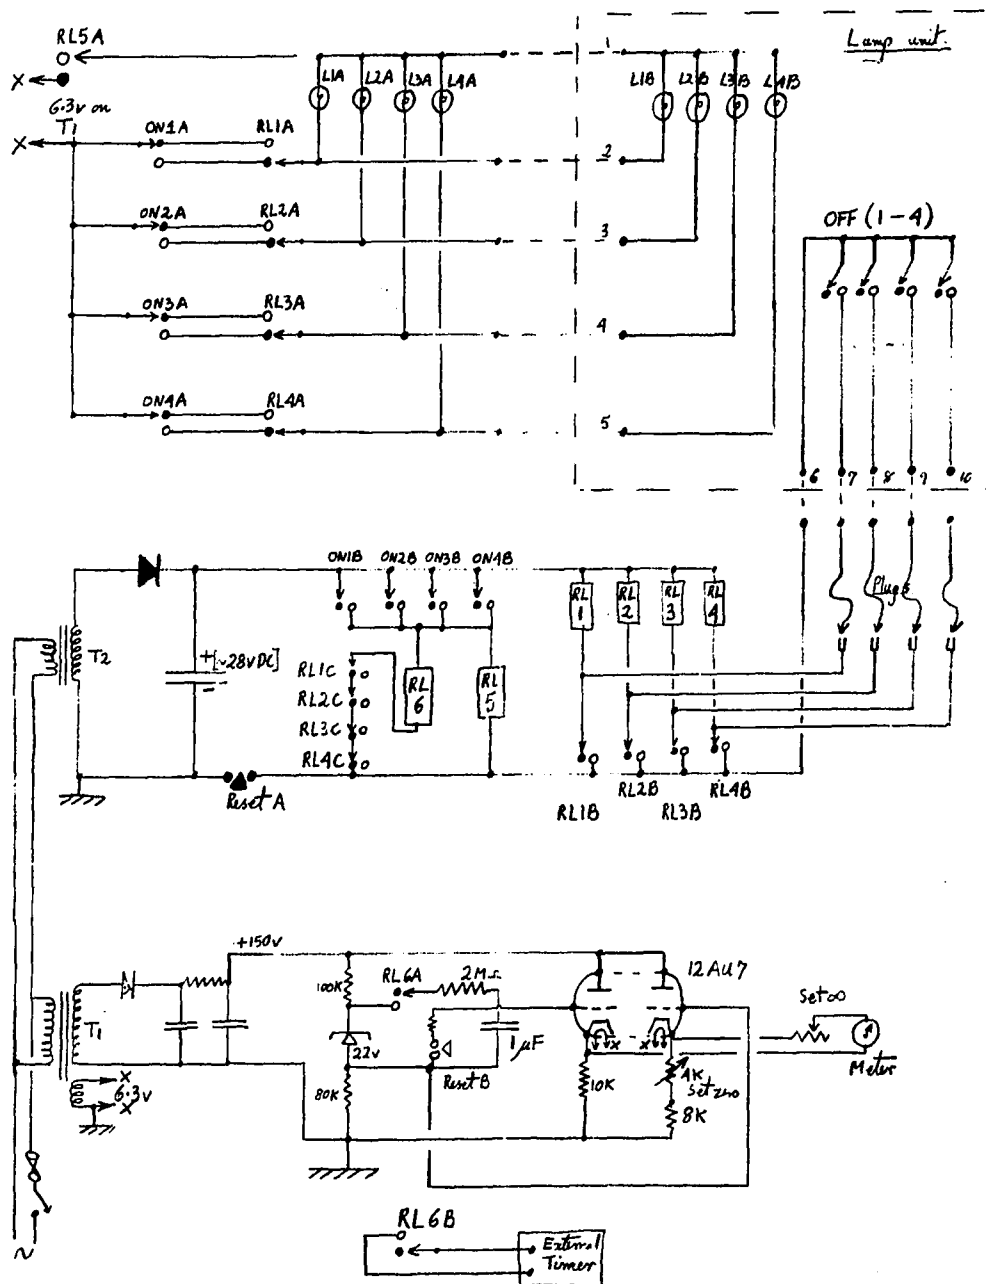 RL5A
Lamp unit.
1
L1A
L2A
L3A
L4A
L1B
L2B
L3B
L4B
X
6.3v on
T1
X
ON1A
RL1A
2
ON2A
RL2A
3
OFF (1-4)
ON3A
RL3A
4
ON4A
RL4A
5
6
7
8
9
10
ON1B
ON2B
ON3B
ON4B
Plugs
RL
1
RL
2
RL
3
RL
4
T2
+[~28vDC]
-
RL1C
RL2C
RL3C
RL4C
RL
6
RL
5
Reset A
RL1B
RL2B
RL3B
RL4B
+150v
RL6A
2MΩ
12AU7
100K
Set ∞
T1
22v
1μF
X
X
Meter
X
6.3v
X
Reset B
80K
10K
4K
Set zero
8K
RL6B
External
Timer
~